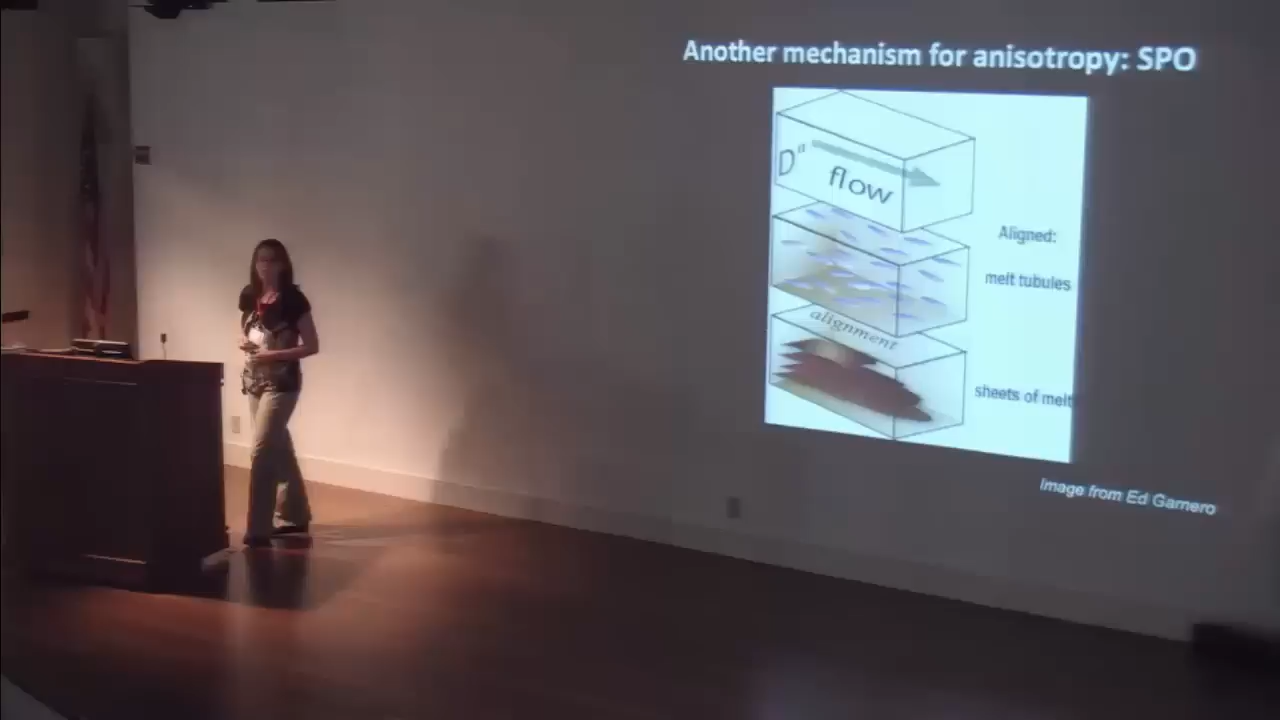 Another mechanism for anisotropy: SPO
D"
flow
Aligned:
melt tubules
alignment
sheets of melt
Image from Ed Garnero